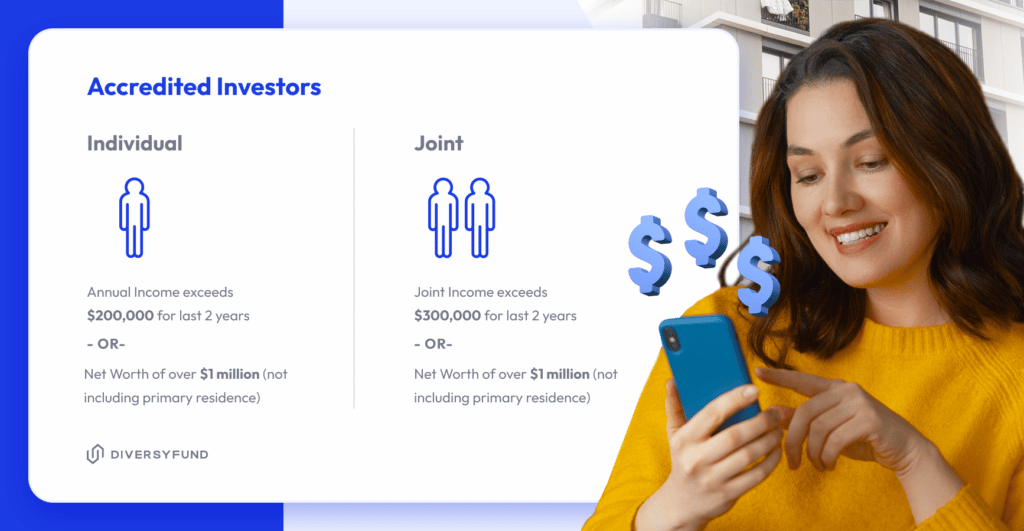 Accredited Investors
Individual
Annual Income exceeds
$200,000 for last 2 years
- OR-
Net Worth of over $1 million (not
including primary residence)
Joint
Joint Income exceeds
$300,000 for last 2 years
- OR-
Net Worth of over $1 million (not
including primary residence)
DIVERSYFUND